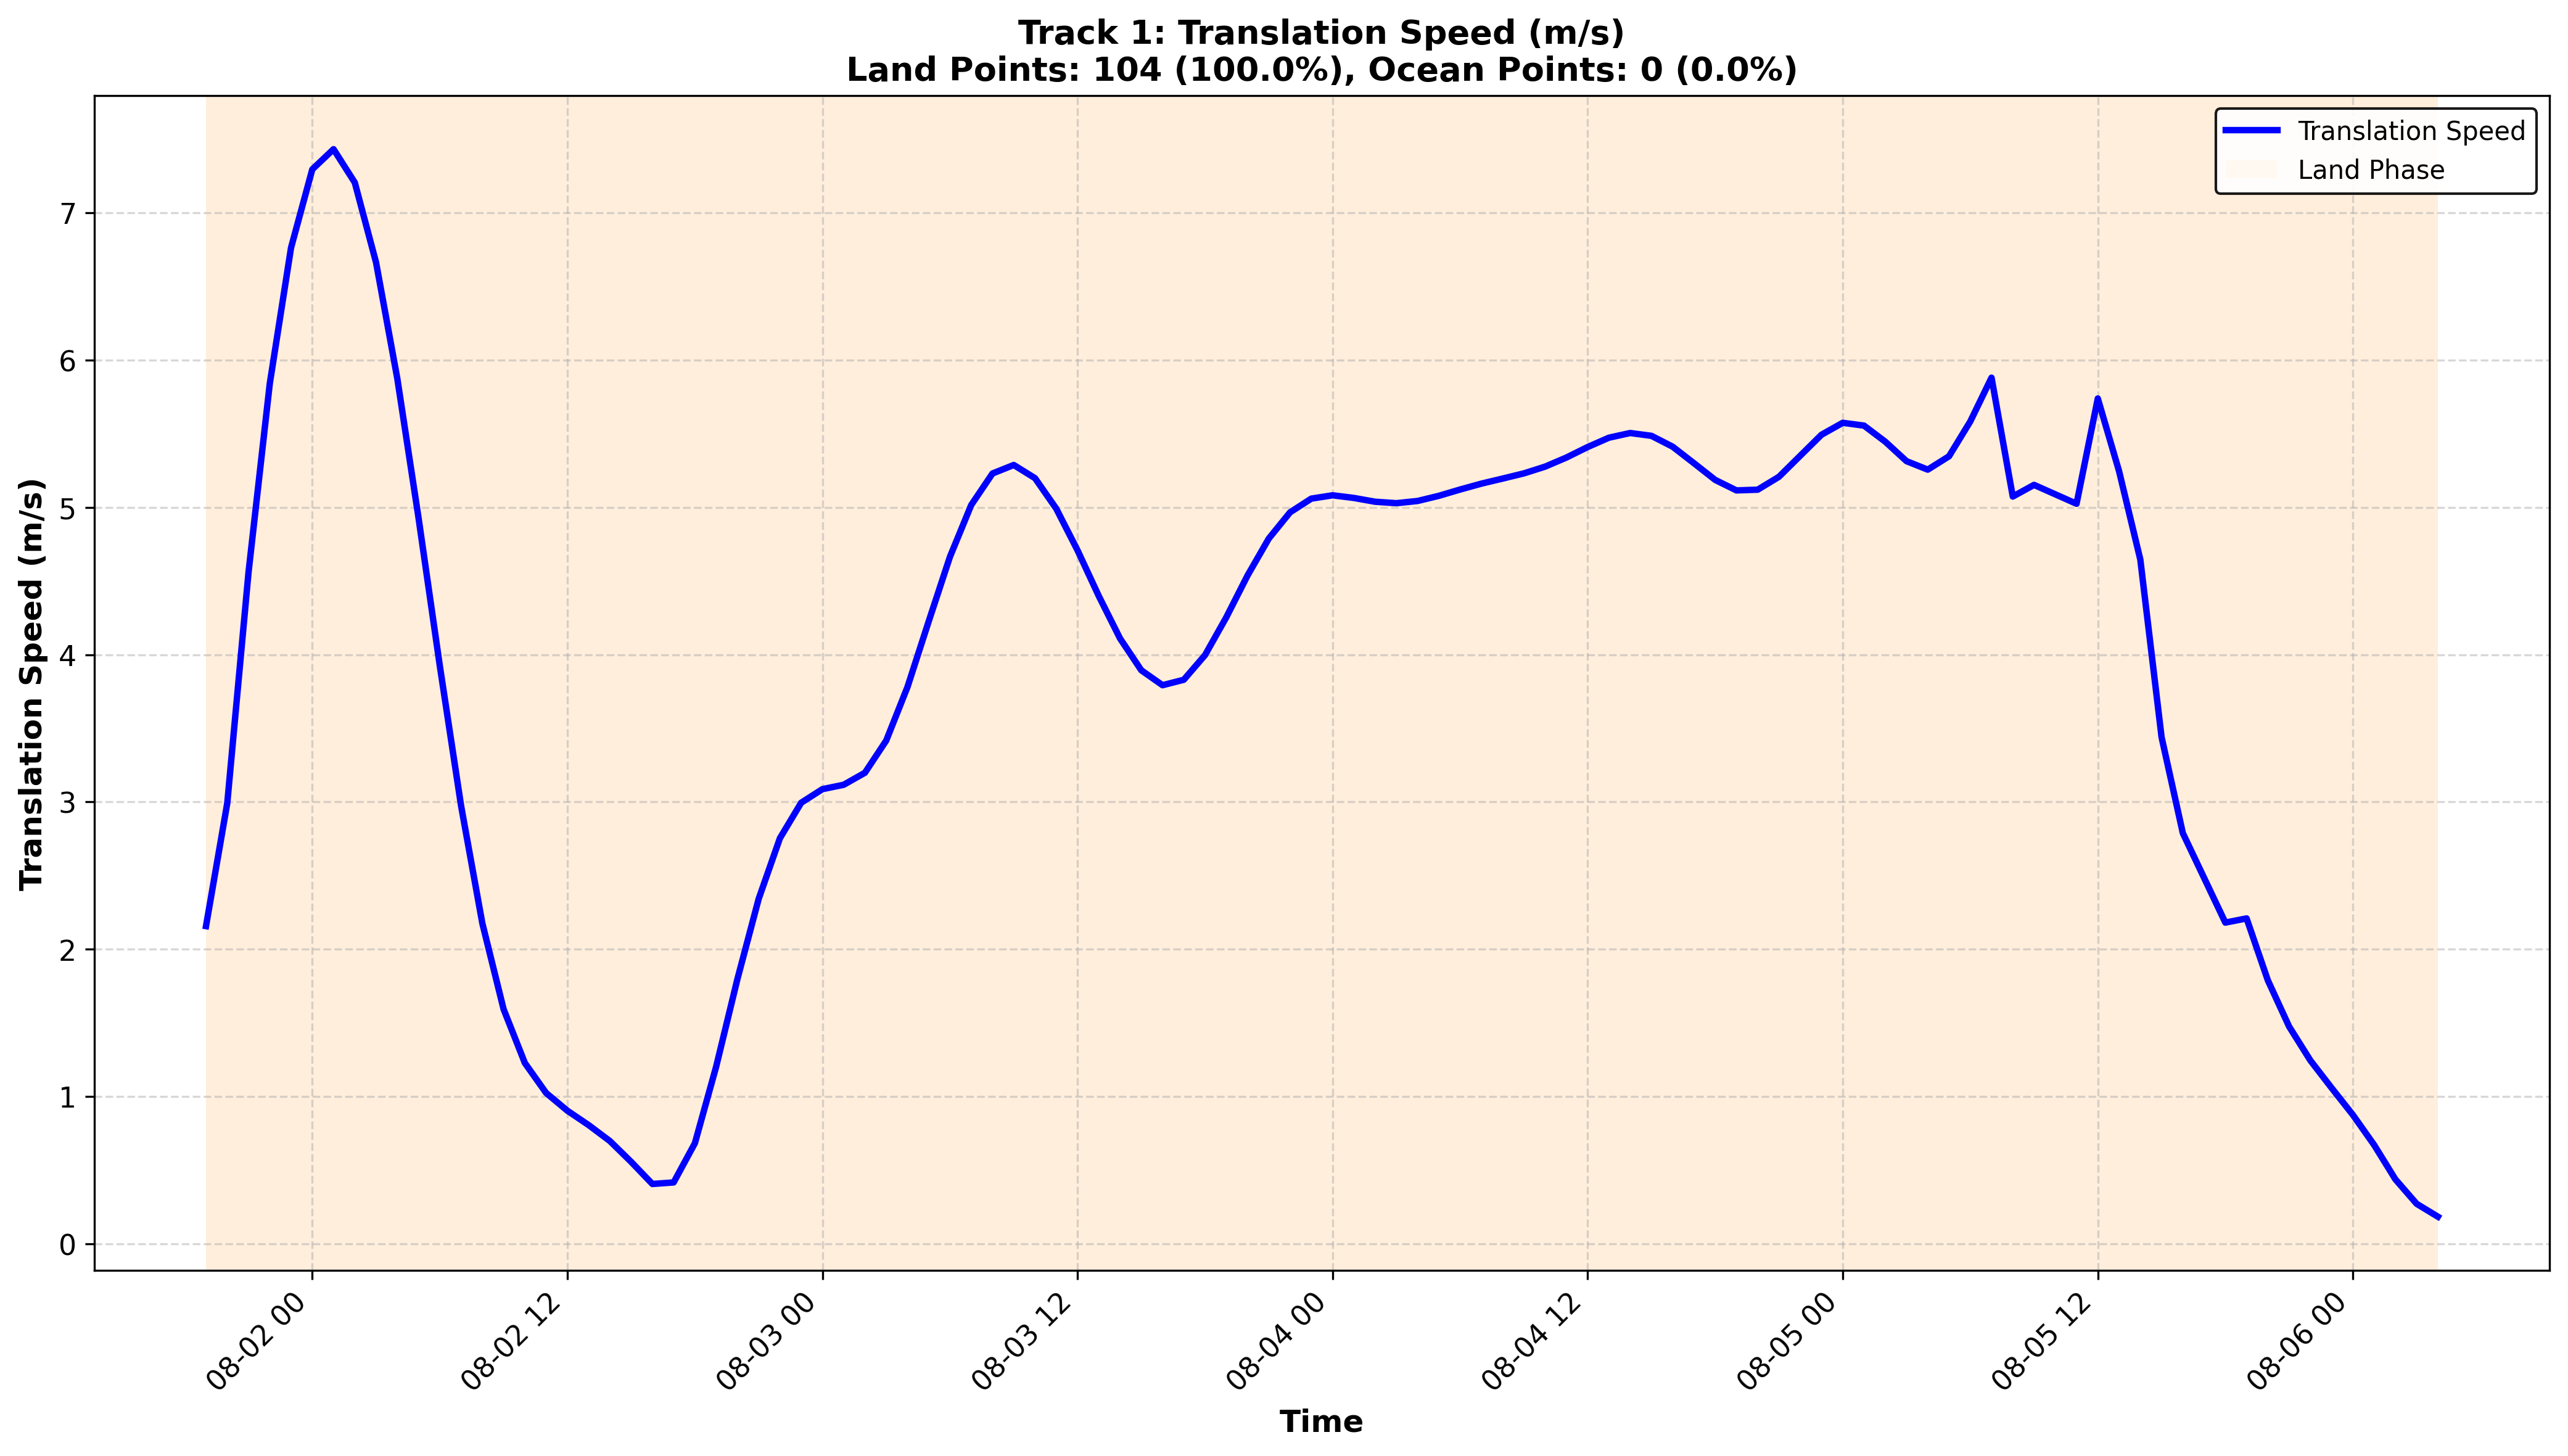 Track 1: Translation Speed (m/s)
Land Points: 104 (100.0%), Ocean Points: 0 (0.0%)
Translation Speed
Land Phase
Translation Speed (m/s)
7
6
5
4
3
2
1
0
08-02 00
08-02 12
08-03 00
08-03 12
08-04 00
08-04 12
08-05 00
08-05 12
08-06 00
Time